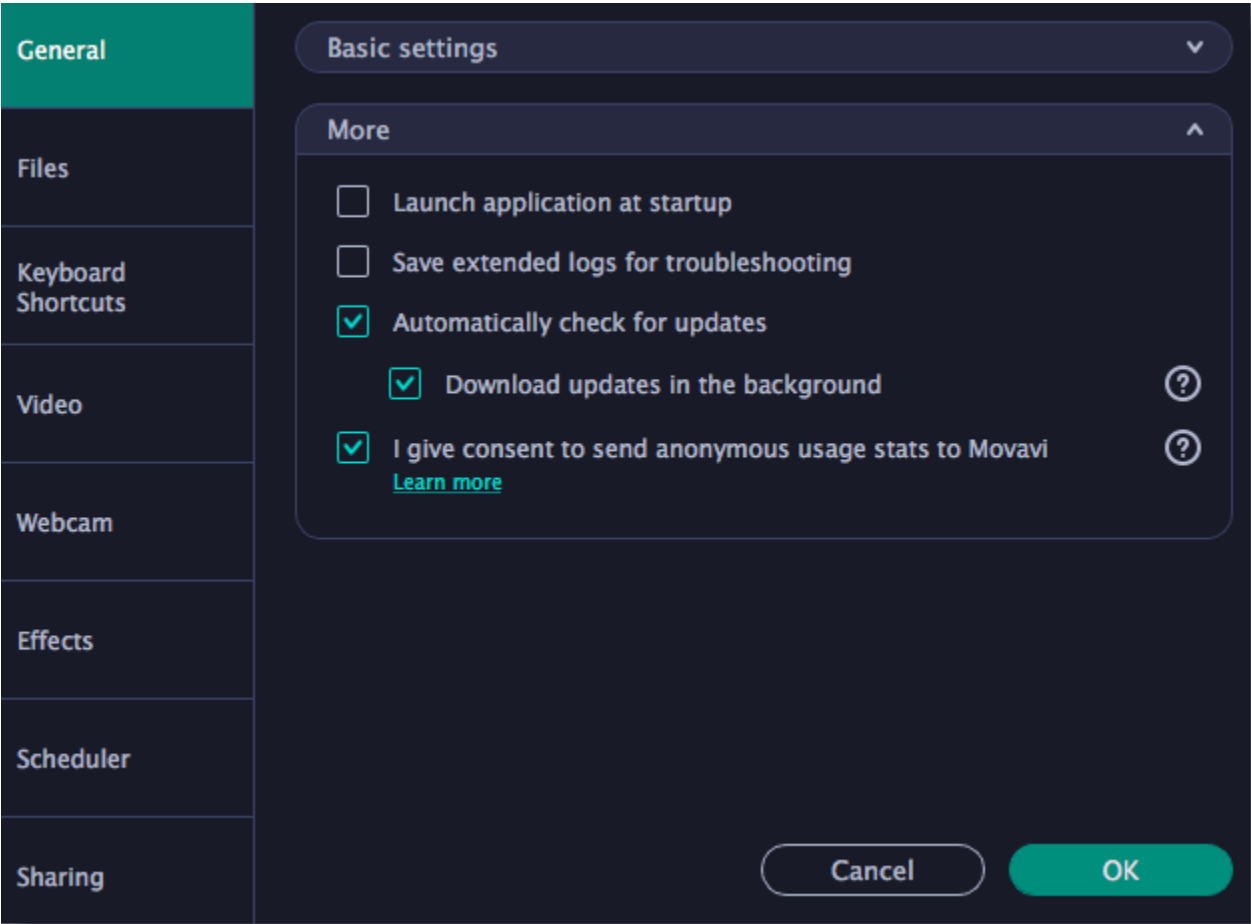 General
Files
Keyboard
Shortcuts
Video
Webcam
Effects
Scheduler
Sharing
Basic settings
More
Launch application at startup
Save extended logs for troubleshooting
Automatically check for updates
Download updates in the background
?
I give consent to send anonymous usage stats to Movavi
?
Learn more
Cancel
OK